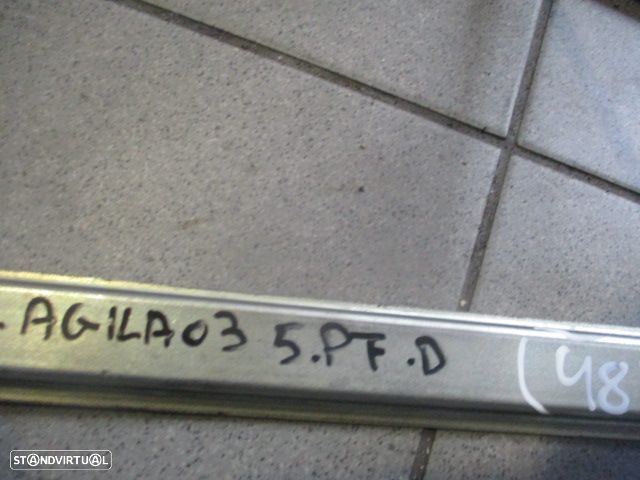 . AGILA03 5.PF.D (48
STANDVIRTUAL